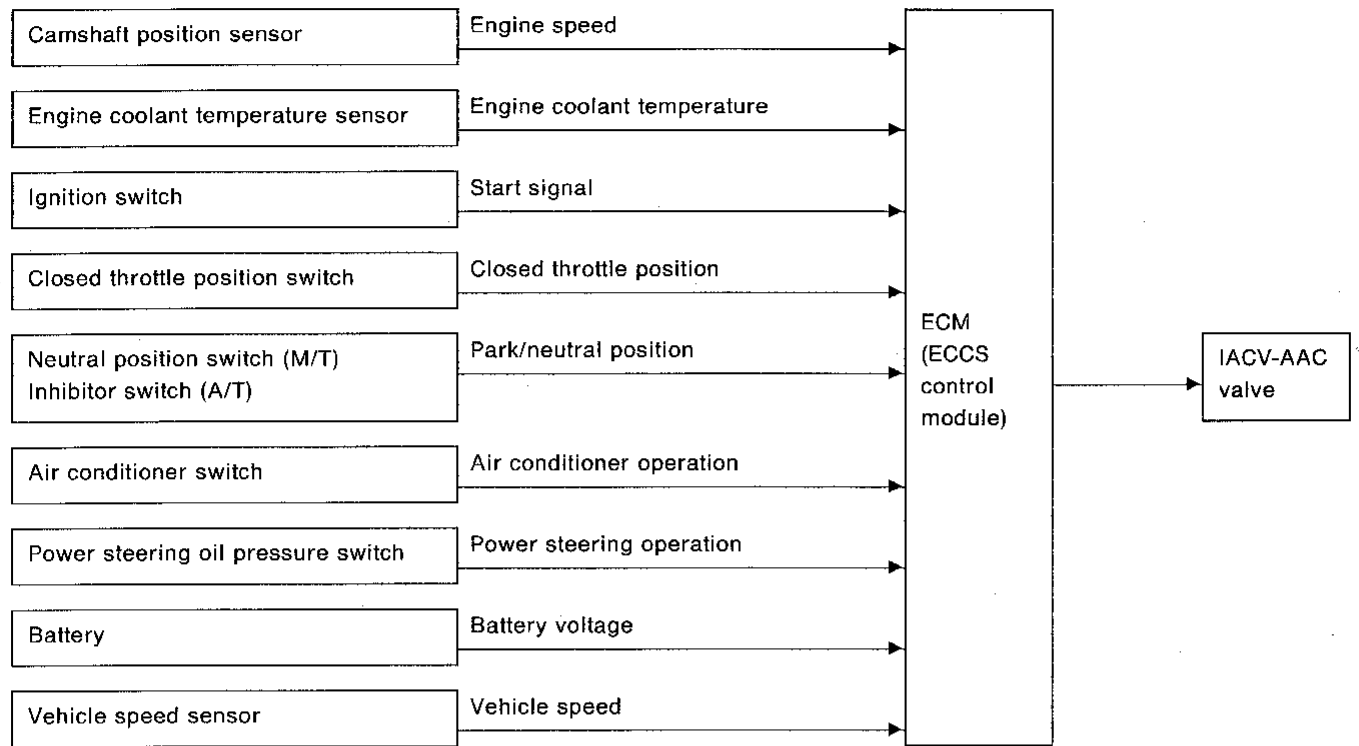 Camshaft position sensor
Engine speed
Engine coolant temperature sensor
Engine coolant temperature
Ignition switch
Start signal
Closed throttle position switch
Closed throttle position
Neutral position switch (M/T)
Inhibitor switch (A/T)
Park/neutral position
Air conditioner switch
Air conditioner operation
Power steering oil pressure switch
Power steering operation
Battery
Battery voltage
Vehicle speed sensor
Vehicle speed
ECM
(ECCS
control
module)
IACV-AAC
valve